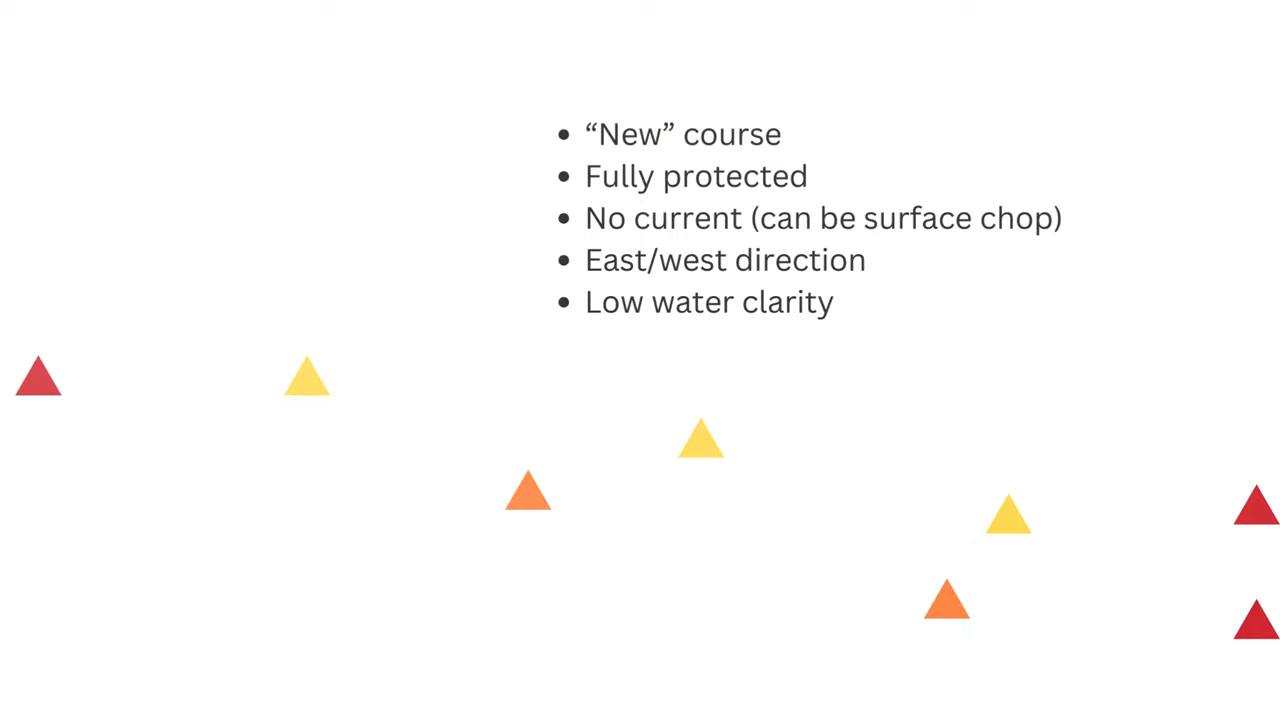 • “New” course
• Fully protected
• No current (can be surface chop)
• East/west direction
• Low water clarity